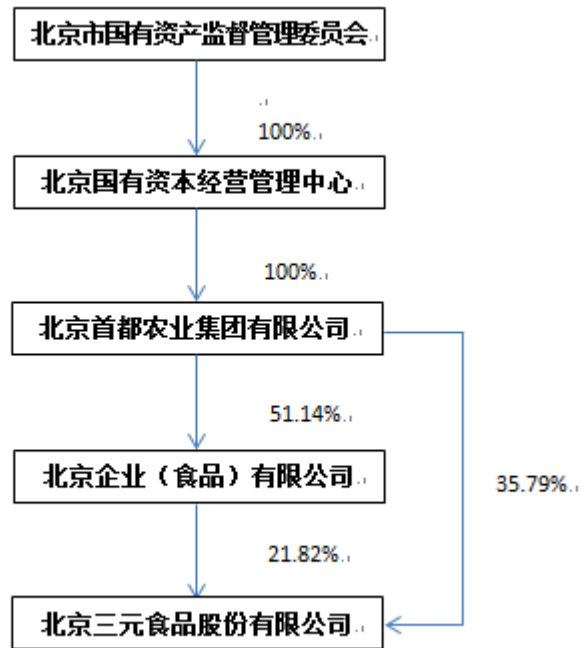 北京市国有资产监督管理委员会
100%
北京国有资本经营管理中心
100%
北京首都农业集团有限公司
51.14%
北京企业（食品）有限公司
35.79%
21.82%
北京三元食品股份有限公司